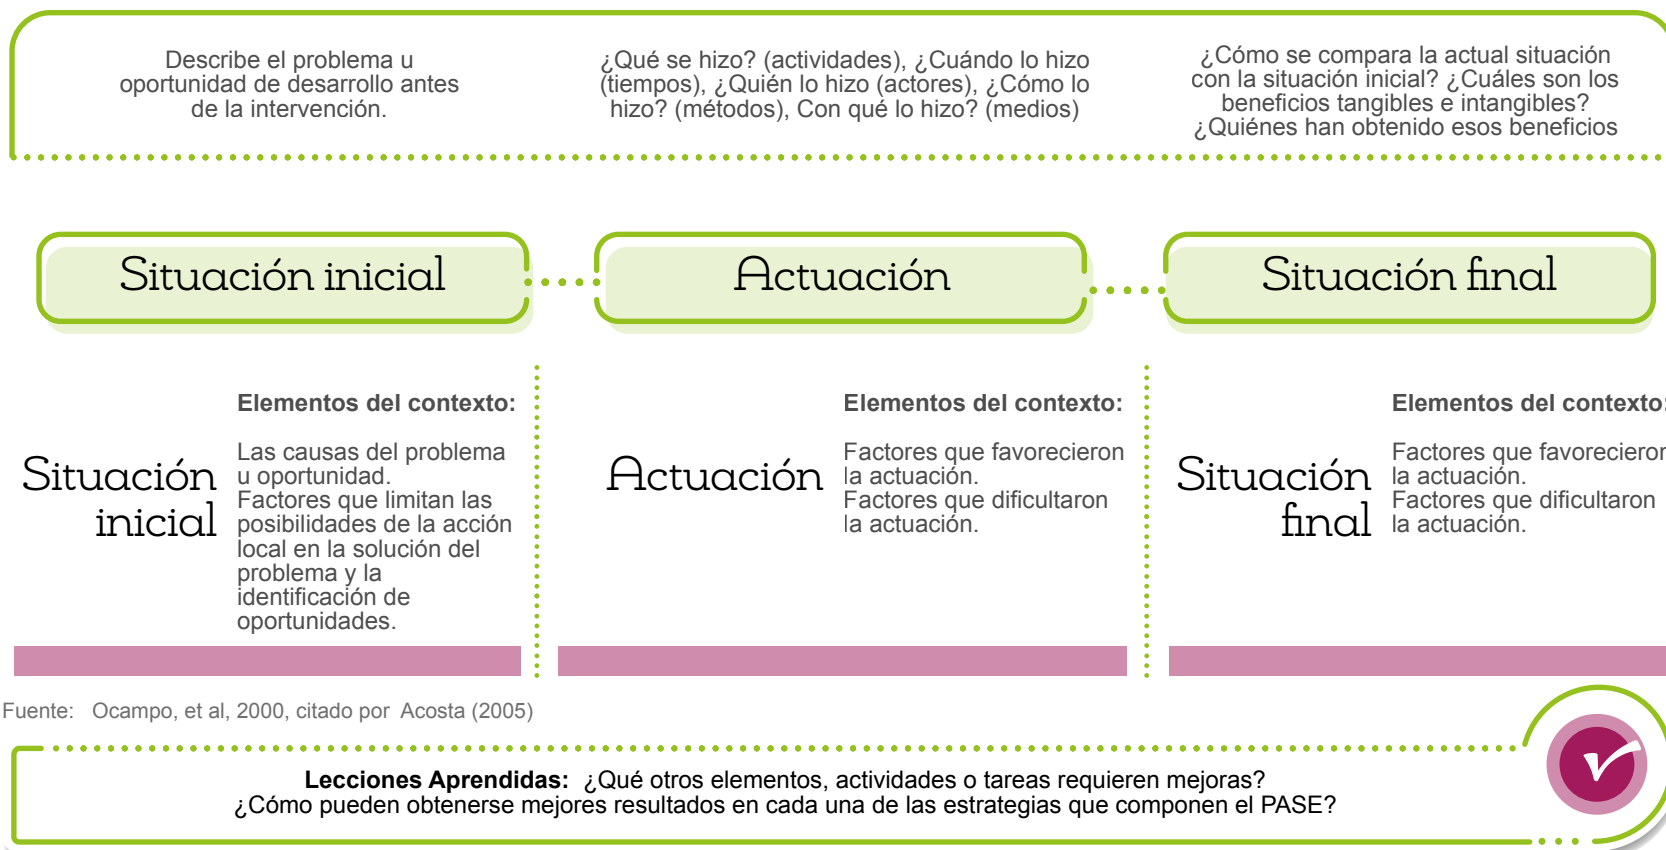 Describe el problema u
oportunidad de desarrollo antes
de la intervención.
¿Qué se hizo? (actividades), ¿Cuándo lo hizo
(tiempos), ¿Quién lo hizo (actores), ¿Cómo lo
hizo? (métodos), Con qué lo hizo? (medios)
¿Cómo se compara la actual situación
con la situación inicial? ¿Cuáles son los
beneficios tangibles e intangibles?
¿Quiénes han obtenido esos beneficios
Situación inicial
Actuación
Situación final
Situación
inicial
Elementos del contexto:
Las causas del problema
u oportunidad.
Factores que limitan las
posibilidades de la acción
local en la solución del
problema y la
identificación de
oportunidades.
Actuación
Elementos del contexto:
Factores que favorecieron
la actuación.
Factores que dificultaron
la actuación.
Situación
final
Elementos del contexto:
Factores que favorecieron
la actuación.
Factores que dificultaron
la actuación.
Fuente: Ocampo, et al, 2000, citado por Acosta (2005)
Lecciones Aprendidas: ¿Qué otros elementos, actividades o tareas requieren mejoras?
¿Cómo pueden obtenerse mejores resultados en cada una de las estrategias que componen el PASE?